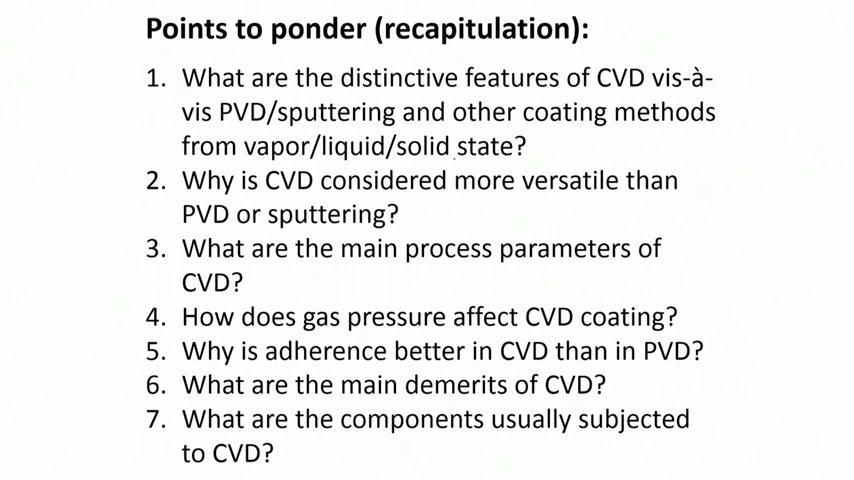 Points to ponder (recapitulation):
1. What are the distinctive features of CVD vis-à-
vis PVD/sputtering and other coating methods
from vapor/liquid/solid state?
2. Why is CVD considered more versatile than
PVD or sputtering?
3. What are the main process parameters of
CVD?
4. How does gas pressure affect CVD coating?
5. Why is adherence better in CVD than in PVD?
6. What are the main demerits of CVD?
7. What are the components usually subjected
to CVD?